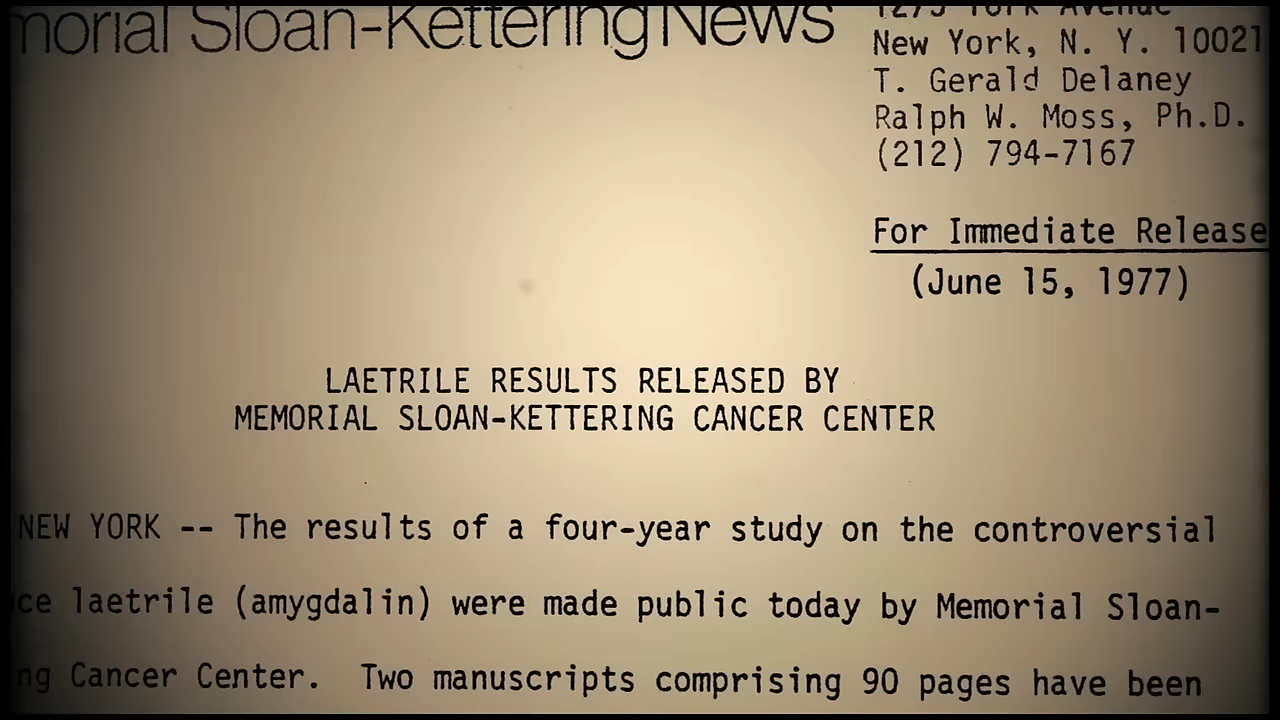 morial Sloan-Kettering News
1275 York Avenue
New York, N. Y. 10021
T. Gerald Delaney
Ralph W. Moss, Ph.D.
(212) 794-7167
For Immediate Release
(June 15, 1977)
LAETRILE RESULTS RELEASED BY
MEMORIAL SLOAN-KETTERING CANCER CENTER
NEW YORK -- The results of a four-year study on the controversial
ce laetrile (amygdalin) were made public today by Memorial Sloan-
ng Cancer Center. Two manuscripts comprising 90 pages have been